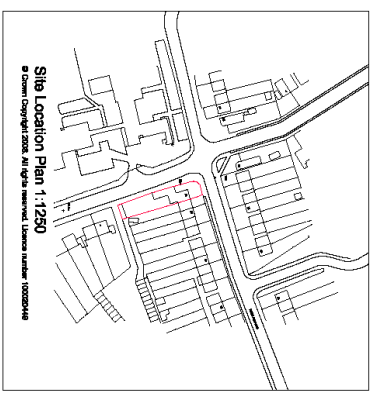 Site Location Plan 1:1250
© Crown Copyright 2008. All rights reserved. Licence number 100020449